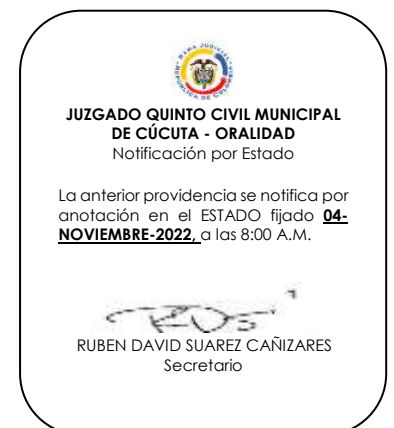 JUZGADO QUINTO CIVIL MUNICIPAL
DE CÚCUTA - ORALIDAD
Notificación por Estado
La anterior providencia se notifica por
anotación en el ESTADO fijado 04-
NOVIEMBRE-2022, a las 8:00 A.M.
RUBEN DAVID SUAREZ CAÑIZARES
Secretario